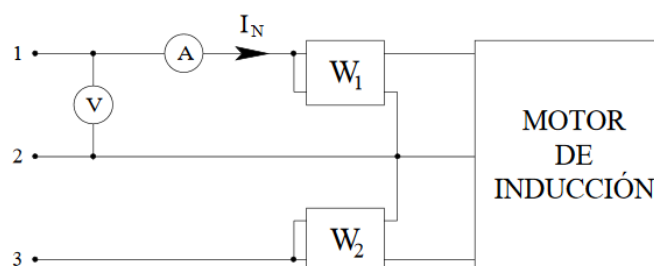 1
A
I_N
W_1
V
2
MOTOR
DE
INDUCCIÓN
W_2
3